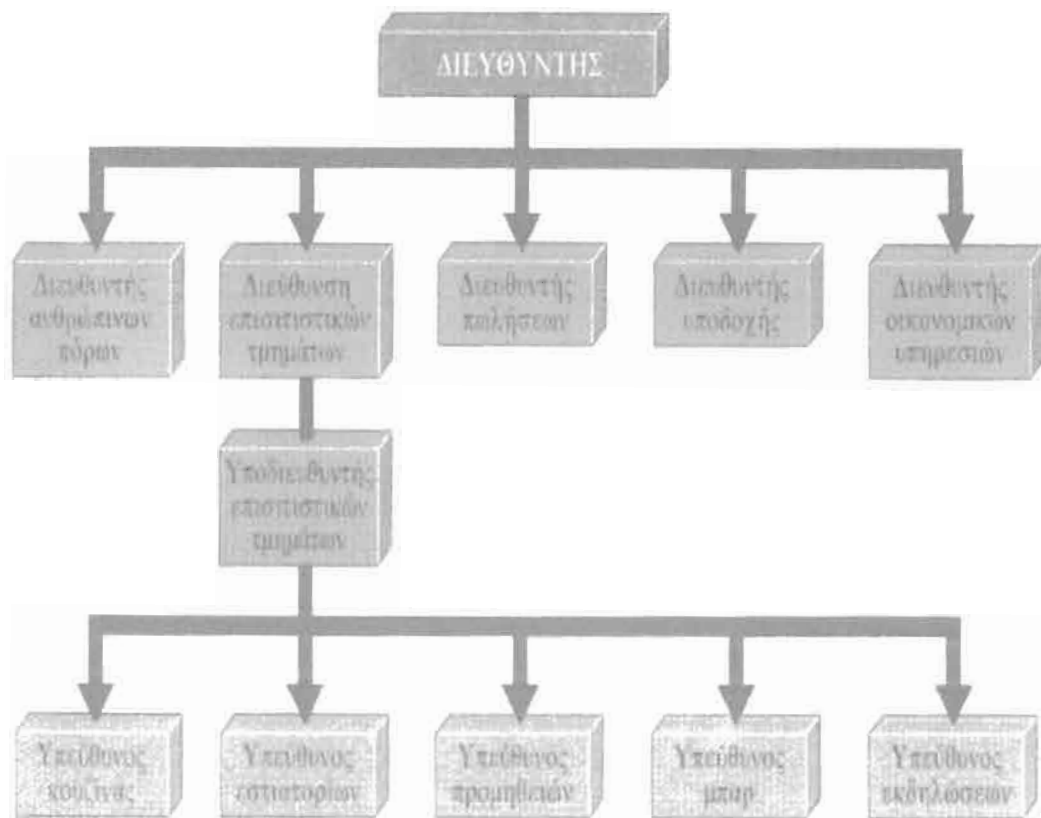 ΔΙΕΥΘΥΝΤΗΣ
Διευθυντής
ανθρώπινων
πόρων
Διεύθυνση
επισιτιστικών
τμημάτων
Διευθυντής
πωλήσεων
Διευθυντής
υποδοχής
Διευθυντής
οικονομικών
υπηρεσιών
Υποδιευθυντής
επισιτιστικών
τμημάτων
Υπεύθυνος
κουζίνας
Υπεύθυνος
εστιατορίων
Υπεύθυνος
προμηθειών
Υπεύθυνος
μπαρ
Υπεύθυνος
εκδηλώσεων